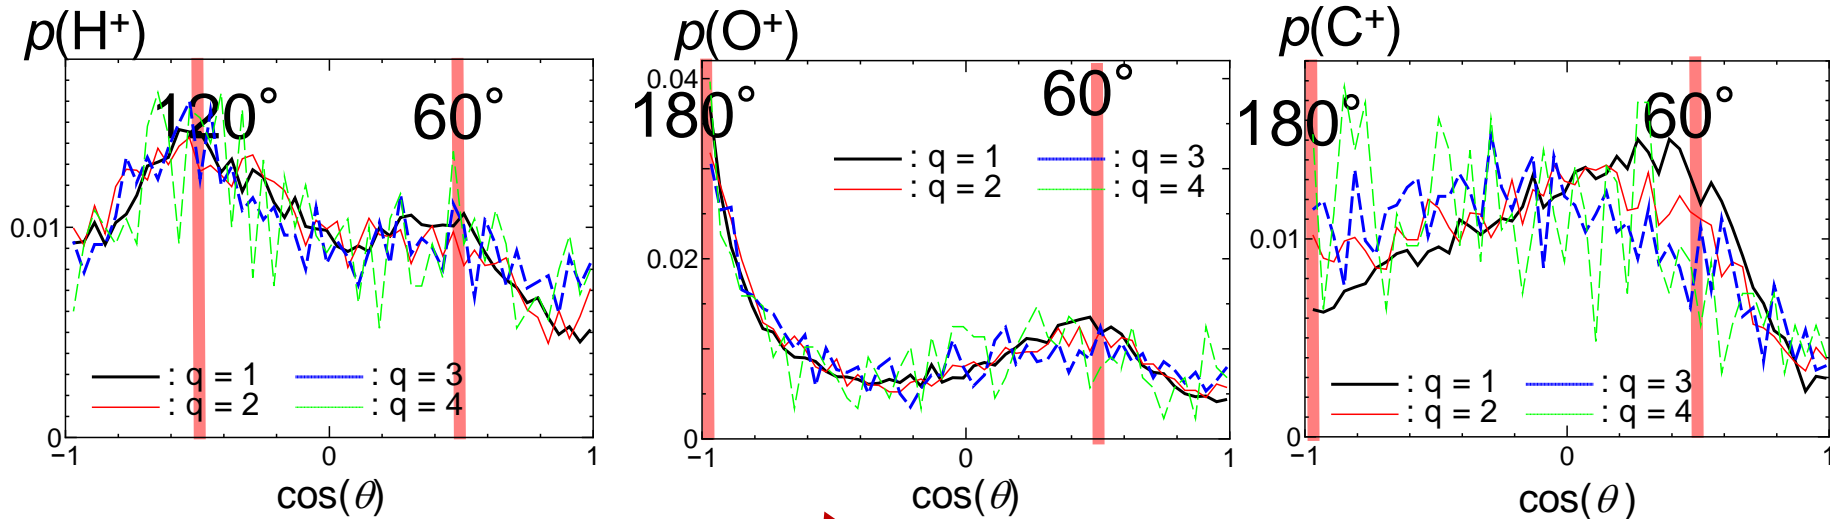 p(H⁺)
120°
60°
0.01
0
: q = 1
: q = 2
: q = 3
: q = 4
−1
0
1
cos(θ)
p(O⁺)
0.04
180°
60°
: q = 1
: q = 2
: q = 3
: q = 4
0.02
0
−1
0
1
cos(θ)
p(C⁺)
180°
60°
0.01
0
: q = 1
: q = 2
: q = 3
: q = 4
−1
0
1
cos(θ)